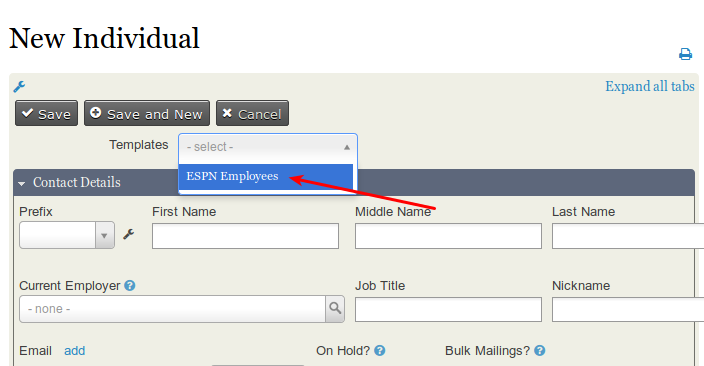 New Individual
Expand all tabs
Save Save and New Cancel
Templates - select -
ESPN Employees
Contact Details
Prefix First Name Middle Name Last Name
Current Employer ? Job Title Nickname
- none -
Email add On Hold? ? Bulk Mailings? ?